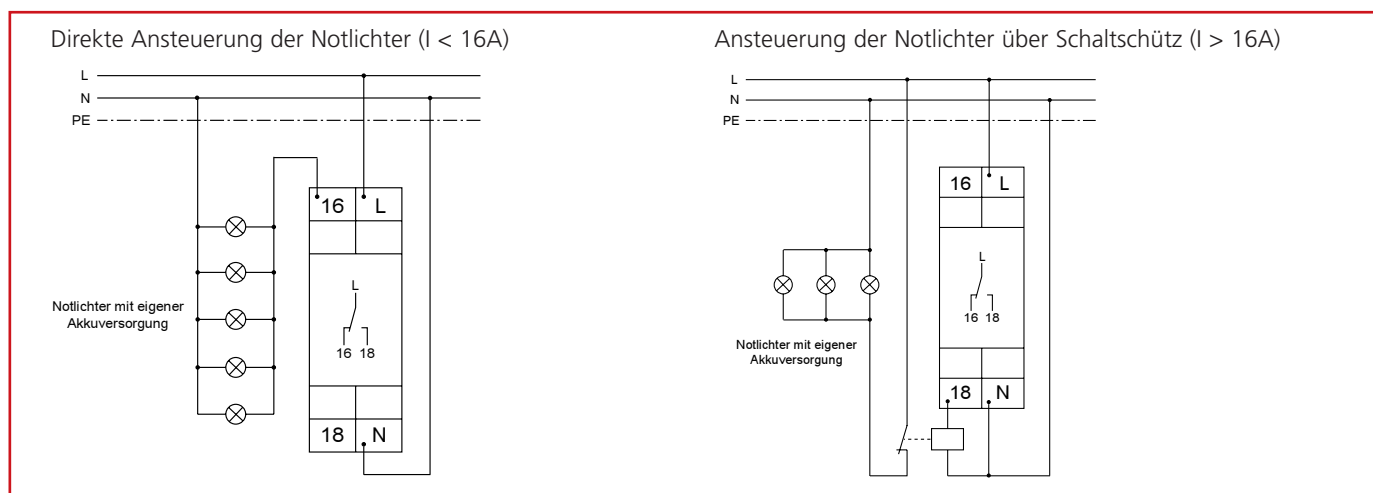 Direkte Ansteuerung der Notlichter (I < 16A)
L
N
PE
16 L
Notlichter mit eigener
Akkuversorgung
L
16 18
18 N
Ansteuerung der Notlichter über Schaltschütz (I > 16A)
L
N
PE
16 L
Notlichter mit eigener
Akkuversorgung
L
16 18
18 N